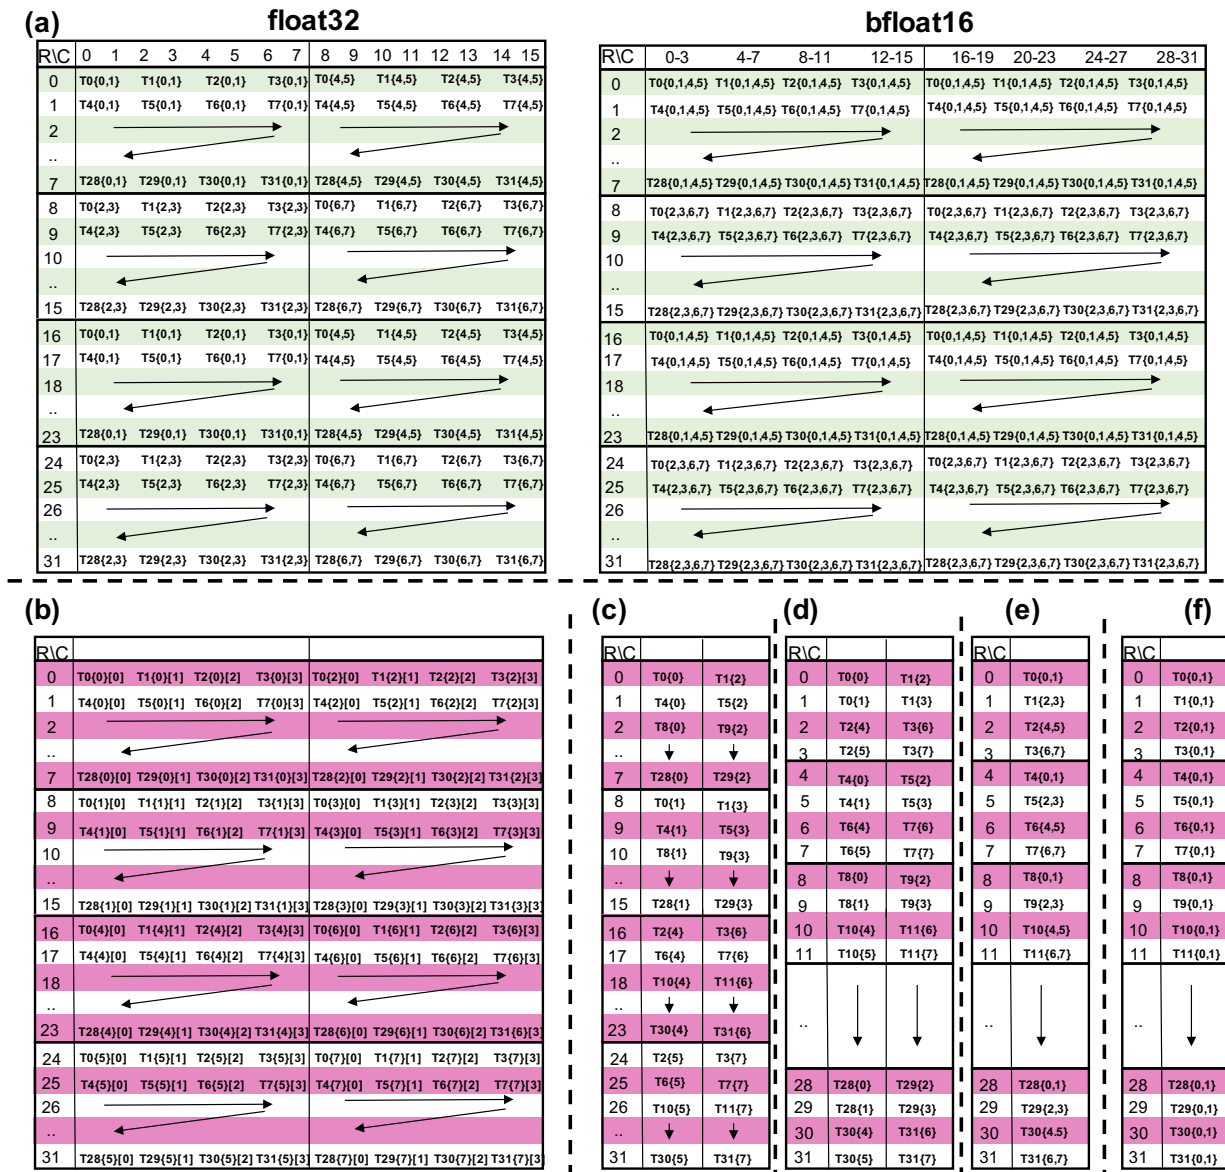 (a)
float32
bfloat16
R\C 0 1 2 3 4 5 6 7 8 9 10 11 12 13 14 15
0 T0{0,1} T1{0,1} T2{0,1} T3{0,1} T0{4,5} T1{4,5} T2{4,5} T3{4,5}
1 T4{0,1} T5{0,1} T6{0,1} T7{0,1} T4{4,5} T5{4,5} T6{4,5} T7{4,5}
2
..
7 T28{0,1} T29{0,1} T30{0,1} T31{0,1} T28{4,5} T29{4,5} T30{4,5} T31{4,5}
8 T0{2,3} T1{2,3} T2{2,3} T3{2,3} T0{6,7} T1{6,7} T2{6,7} T3{6,7}
9 T4{2,3} T5{2,3} T6{2,3} T7{2,3} T4{6,7} T5{6,7} T6{6,7} T7{6,7}
10
..
15 T28{2,3} T29{2,3} T30{2,3} T31{2,3} T28{6,7} T29{6,7} T30{6,7} T31{6,7}
16 T0{0,1} T1{0,1} T2{0,1} T3{0,1} T0{4,5} T1{4,5} T2{4,5} T3{4,5}
17 T4{0,1} T5{0,1} T6{0,1} T7{0,1} T4{4,5} T5{4,5} T6{4,5} T7{4,5}
18
..
23 T28{0,1} T29{0,1} T30{0,1} T31{0,1} T28{4,5} T29{4,5} T30{4,5} T31{4,5}
24 T0{2,3} T1{2,3} T2{2,3} T3{2,3} T0{6,7} T1{6,7} T2{6,7} T3{6,7}
25 T4{2,3} T5{2,3} T6{2,3} T7{2,3} T4{6,7} T5{6,7} T6{6,7} T7{6,7}
26
..
31 T28{2,3} T29{2,3} T30{2,3} T31{2,3} T28{6,7} T29{6,7} T30{6,7} T31{6,7}
R\C 0-3 4-7 8-11 12-15 16-19 20-23 24-27 28-31
0 T0{0,1,4,5} T1{0,1,4,5} T2{0,1,4,5} T3{0,1,4,5} T0{0,1,4,5} T1{0,1,4,5} T2{0,1,4,5} T3{0,1,4,5}
1 T4{0,1,4,5} T5{0,1,4,5} T6{0,1,4,5} T7{0,1,4,5} T4{0,1,4,5} T5{0,1,4,5} T6{0,1,4,5} T7{0,1,4,5}
2
..
7 T28{0,1,4,5} T29{0,1,4,5} T30{0,1,4,5} T31{0,1,4,5} T28{0,1,4,5} T29{0,1,4,5} T30{0,1,4,5} T31{0,1,4,5}
8 T0{2,3,6,7} T1{2,3,6,7} T2{2,3,6,7} T3{2,3,6,7} T0{2,3,6,7} T1{2,3,6,7} T2{2,3,6,7} T3{2,3,6,7}
9 T4{2,3,6,7} T5{2,3,6,7} T6{2,3,6,7} T7{2,3,6,7} T4{2,3,6,7} T5{2,3,6,7} T6{2,3,6,7} T7{2,3,6,7}
10
..
15 T28{2,3,6,7} T29{2,3,6,7} T30{2,3,6,7} T31{2,3,6,7} T28{2,3,6,7} T29{2,3,6,7} T30{2,3,6,7} T31{2,3,6,7}
16 T0{0,1,4,5} T1{0,1,4,5} T2{0,1,4,5} T3{0,1,4,5} T0{0,1,4,5} T1{0,1,4,5} T2{0,1,4,5} T3{0,1,4,5}
17 T4{0,1,4,5} T5{0,1,4,5} T6{0,1,4,5} T7{0,1,4,5} T4{0,1,4,5} T5{0,1,4,5} T6{0,1,4,5} T7{0,1,4,5}
18
..
23 T28{0,1,4,5} T29{0,1,4,5} T30{0,1,4,5} T31{0,1,4,5} T28{0,1,4,5} T29{0,1,4,5} T30{0,1,4,5} T31{0,1,4,5}
24 T0{2,3,6,7} T1{2,3,6,7} T2{2,3,6,7} T3{2,3,6,7} T0{2,3,6,7} T1{2,3,6,7} T2{2,3,6,7} T3{2,3,6,7}
25 T4{2,3,6,7} T5{2,3,6,7} T6{2,3,6,7} T7{2,3,6,7} T4{2,3,6,7} T5{2,3,6,7} T6{2,3,6,7} T7{2,3,6,7}
26
..
31 T28{2,3,6,7} T29{2,3,6,7} T30{2,3,6,7} T31{2,3,6,7} T28{2,3,6,7} T29{2,3,6,7} T30{2,3,6,7} T31{2,3,6,7}
(b)
R\C
0 T0{0}[0] T1{0}[1] T2{0}[2] T3{0}[3] T0{2}[0] T1{2}[1] T2{2}[2] T3{2}[3]
1 T4{0}[0] T5{0}[1] T6{0}[2] T7{0}[3] T4{2}[0] T5{2}[1] T6{2}[2] T7{2}[3]
2
..
7 T28{0}[0] T29{0}[1] T30{0}[2] T31{0}[3] T28{2}[0] T29{2}[1] T30{2}[2] T31{2}[3]
8 T0{1}[0] T1{1}[1] T2{1}[2] T3{1}[3] T0{3}[0] T1{3}[1] T2{3}[2] T3{3}[3]
9 T4{1}[0] T5{1}[1] T6{1}[2] T7{1}[3] T4{3}[0] T5{3}[1] T6{3}[2] T7{3}[3]
10
..
15 T28{1}[0] T29{1}[1] T30{1}[2] T31{1}[3] T28{3}[0] T29{3}[1] T30{3}[2] T31{3}[3]
16 T0{4}[0] T1{4}[1] T2{4}[2] T3{4}[3] T0{6}[0] T1{6}[1] T2{6}[2] T3{6}[3]
17 T4{4}[0] T5{4}[1] T6{4}[2] T7{4}[3] T4{6}[0] T5{6}[1] T6{6}[2] T7{6}[3]
18
..
23 T28{4}[0] T29{4}[1] T30{4}[2] T31{4}[3] T28{6}[0] T29{6}[1] T30{6}[2] T31{6}[3]
24 T0{5}[0] T1{5}[1] T2{5}[2] T3{5}[3] T0{7}[0] T1{7}[1] T2{7}[2] T3{7}[3]
25 T4{5}[0] T5{5}[1] T6{5}[2] T7{5}[3] T4{7}[0] T5{7}[1] T6{7}[2] T7{7}[3]
26
..
31 T28{5}[0] T29{5}[1] T30{5}[2] T31{5}[3] T28{7}[0] T29{7}[1] T30{7}[2] T31{7}[3]
(c)
R\C
0 T0{0} T1{2}
1 T4{0} T5{2}
2 T8{0} T9{2}
..
7 T28{0} T29{2}
8 T0{1} T1{3}
9 T4{1} T5{3}
10 T8{1} T9{3}
..
15 T28{1} T29{3}
16 T2{4} T3{6}
17 T6{4} T7{6}
18 T10{4} T11{6}
..
23 T30{4} T31{6}
24 T2{5} T3{7}
25 T6{5} T7{7}
26 T10{5} T11{7}
..
31 T30{5} T31{7}
(d)
R\C
0 T0{0} T1{2}
1 T0{1} T1{3}
2 T2{4} T3{6}
3 T2{5} T3{7}
4 T4{0} T5{2}
5 T4{1} T5{3}
6 T6{4} T7{6}
7 T6{5} T7{7}
8 T8{0} T9{2}
9 T8{1} T9{3}
10 T10{4} T11{6}
11 T10{5} T11{7}
..
28 T28{0} T29{2}
29 T28{1} T29{3}
30 T30{4} T31{6}
31 T30{5} T31{7}
(e)
R\C
0 T0{0,1}
1 T1{2,3}
2 T2{4,5}
3 T3{6,7}
4 T4{0,1}
5 T5{2,3}
6 T6{4,5}
7 T7{6,7}
8 T8{0,1}
9 T9{2,3}
10 T10{4,5}
11 T11{6,7}
..
28 T28{0,1}
29 T29{2,3}
30 T30{4.5}
31 T31{6,7}
(f)
R\C
0 T0{0,1}
1 T1{0,1}
2 T2{0,1}
3 T3{0,1}
4 T4{0,1}
5 T5{0,1}
6 T6{0,1}
7 T7{0,1}
8 T8{0,1}
9 T9{0,1}
10 T10{0,1}
11 T11{0,1}
..
28 T28{0,1}
29 T29{0,1}
30 T30{0,1}
31 T31{0,1}